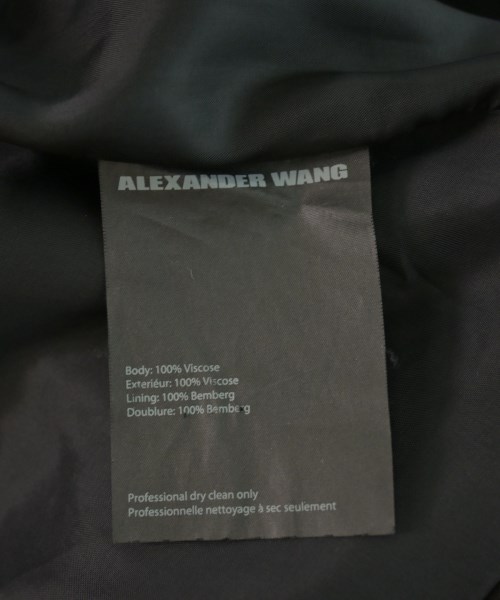 ALEXANDER WANG
Body: 100% Viscose
Exteriéur: 100% Viscose
Lining: 100% Bemberg
Doublure: 100% Bemberg
Professional dry clean only
Professionnelle nettoyage à sec seulement